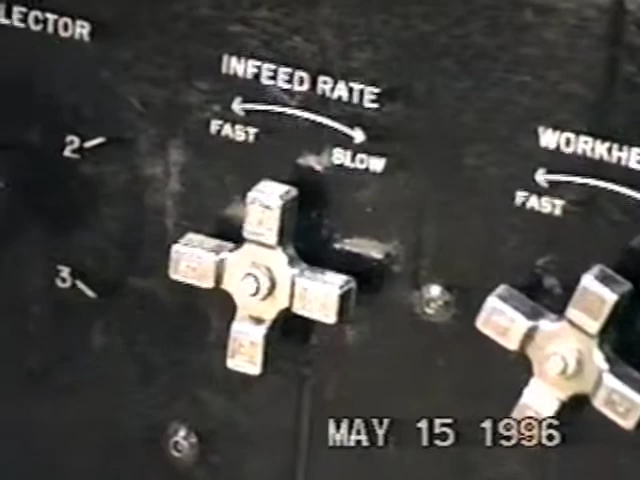 LECTOR
INFEED RATE
FAST
SLOW
2
3
WORKHE
FAST
MAY 15 1996